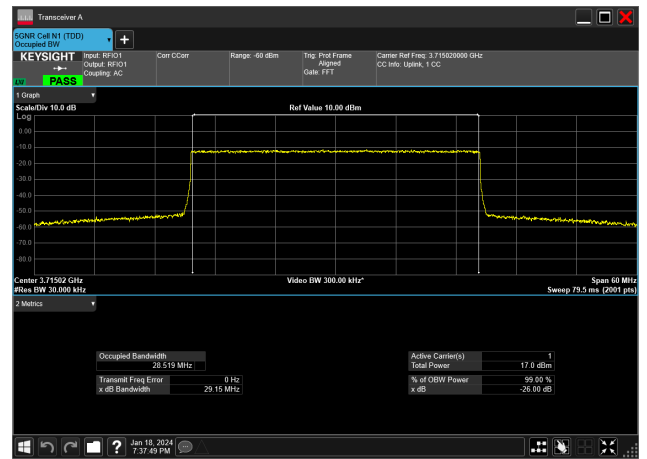 Transceiver A
5GNR Cell N1 (TDD)
Occupied BW
KEYSIGHT
LW PASS
Input: RFIO1
Output: RFIO1
Coupling: AC
Corr CCorr
Range: -60 dBm
Trig: Prot Frame
Aligned
Gate: FFT
Carrier Ref Freq: 3.715020000 GHz
CC Info: Uplink, 1 CC
1 Graph
Scale/Div 10.0 dB
Ref Value 10.00 dBm
Log
0.00
-10.0
-20.0
-30.0
-40.0
-50.0
-60.0
-70.0
-80.0
Center 3.71502 GHz
Video BW 300.00 kHz*
Span 60 MHz
#Res BW 30.000 kHz
Sweep 79.5 ms (2001 pts)
2 Metrics
Occupied Bandwidth
28.519 MHz
Transmit Freq Error 0 Hz
x dB Bandwidth 29.15 MHz
Active Carrier(s) 1
Total Power 17.0 dBm
% of OBW Power 99.00 %
x dB -26.00 dB
Jan 18, 2024
7:37:49 PM